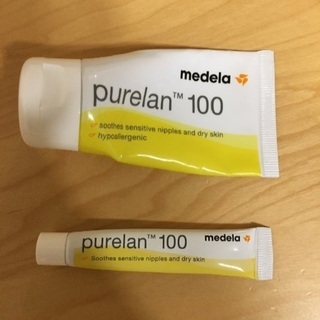 medela
purelan™ 100
soothes sensitive nipples and dry skin
hypoallergenic
purelan™ 100 medela
Soothes sensitive nipples and dry skin